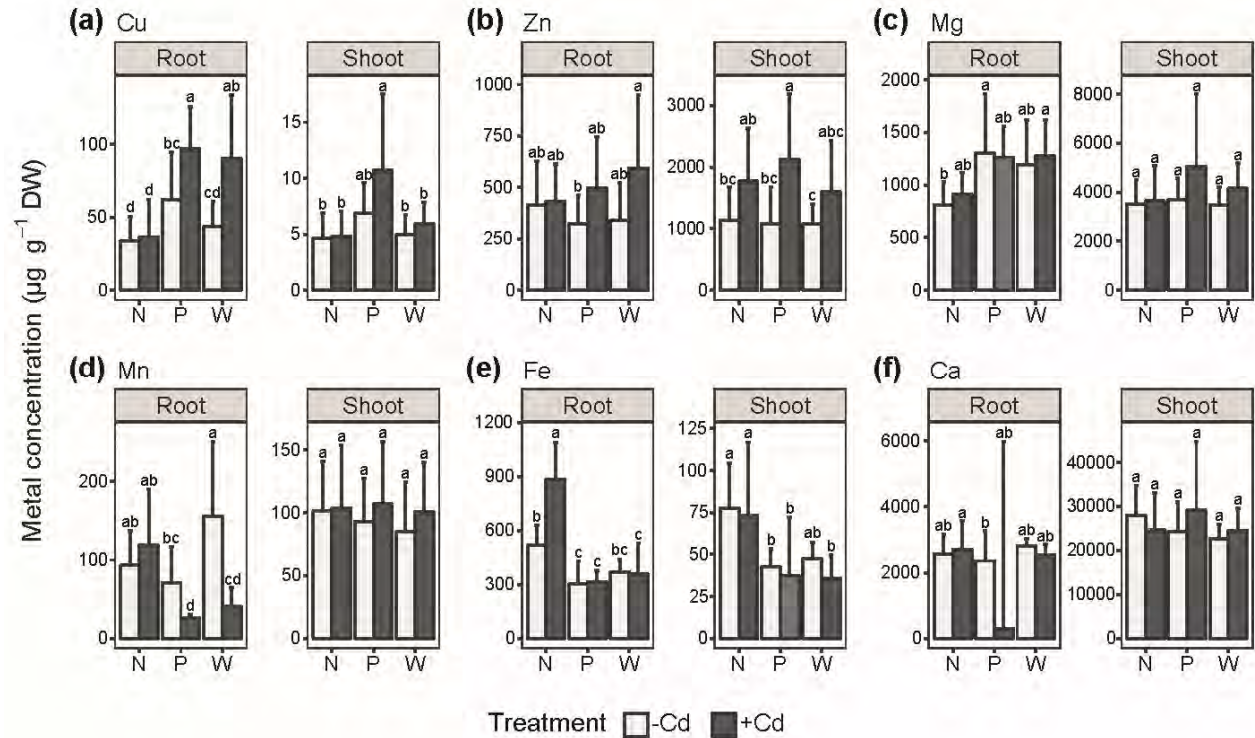 (a) Cu
Root Shoot
100
50
0
d d bc a cd ab
N P W
15
10
5
0
b b ab a b b
N P W
(b) Zn
Root Shoot
1000
750
500
250
0
ab ab b ab ab a
N P W
3000
2000
1000
0
bc ab bc a c abc
N P W
(c) Mg
Root Shoot
2000
1500
1000
500
0
b ab a ab a a
N P W
8000
6000
4000
2000
0
a a a a a a
N P W
Metal concentration (µg g⁻¹ DW)
(d) Mn
Root Shoot
200
100
0
ab ab bc d a cd
N P W
150
100
50
0
a a a a a a
N P W
(e) Fe
Root Shoot
1200
900
600
300
0
b a c c bc c
N P W
125
100
75
50
25
0
a a b b ab b
N P W
(f) Ca
Root Shoot
6000
4000
2000
0
ab a b ab ab ab
N P W
40000
30000
20000
10000
0
a a a a a a
N P W
Treatment -Cd +Cd